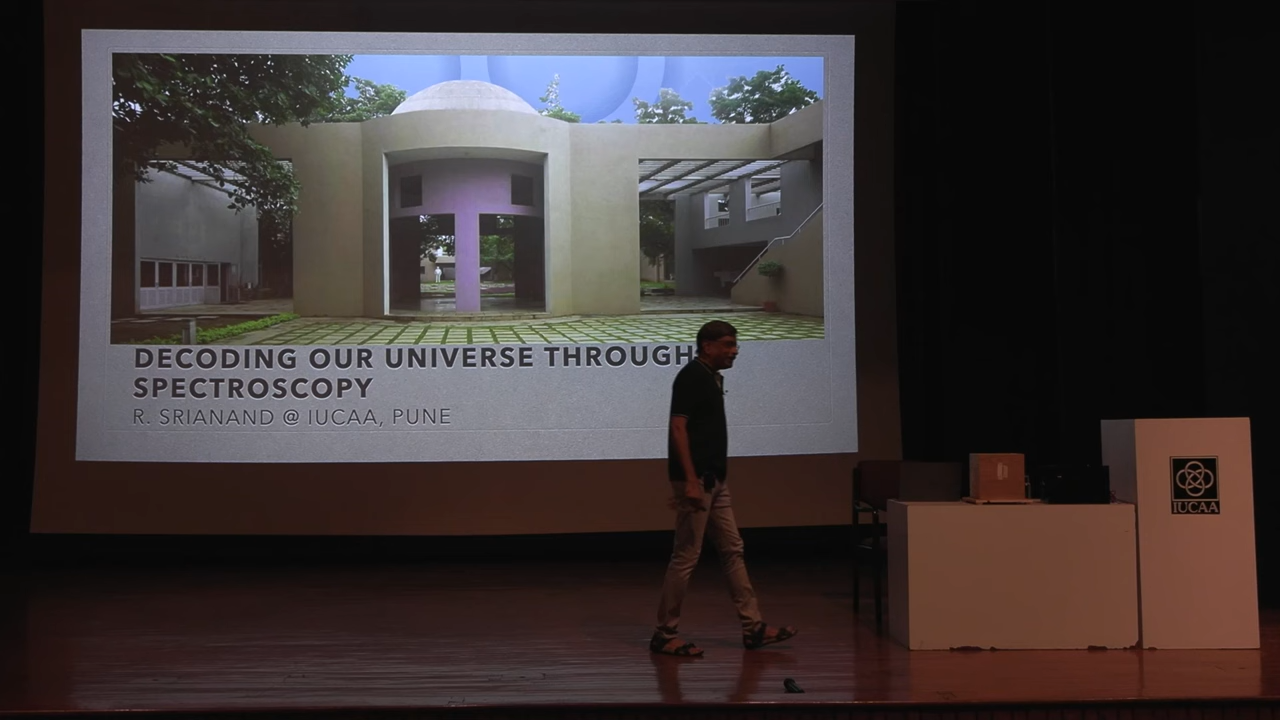 DECODING OUR UNIVERSE THROUGH
SPECTROSCOPY
R. SRIANAND @ IUCAA, PUNE
IUCAA